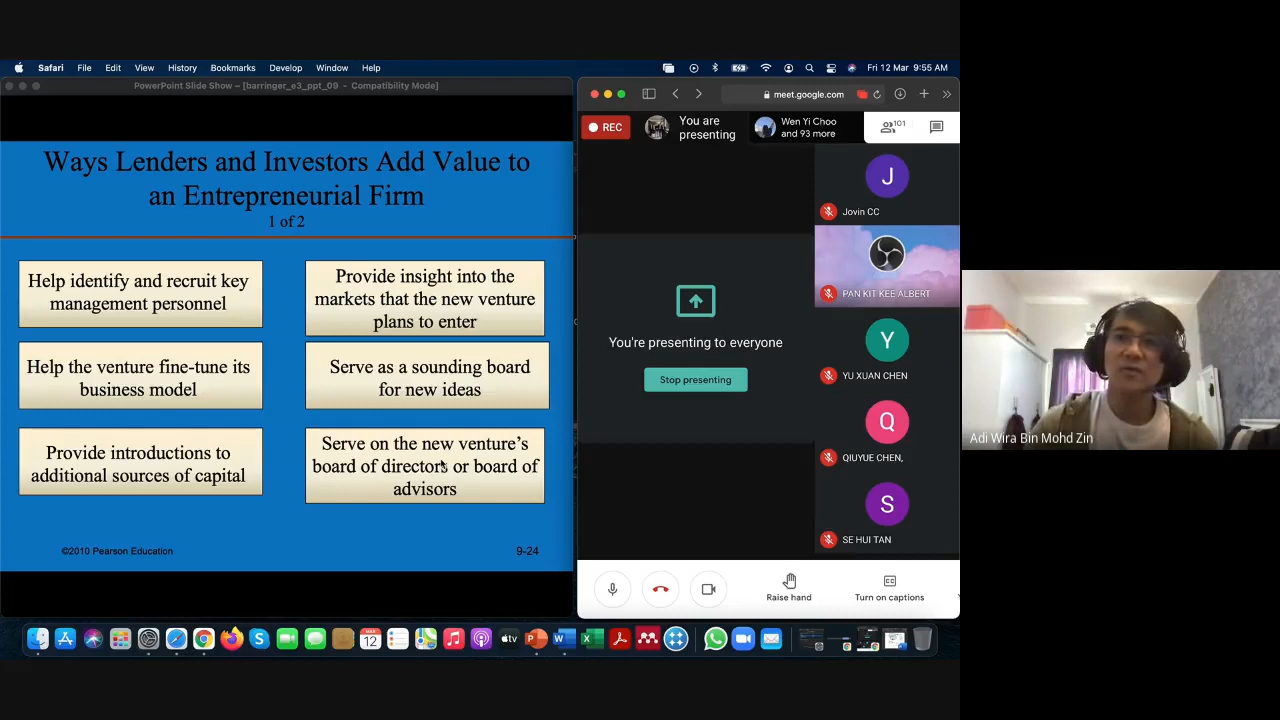 Safari File Edit View History Bookmarks Develop Window Help
Fri 12 Mar 9:55 AM
PowerPoint Slide Show – [barringer_e3_ppt_09 - Compatibility Mode]
Ways Lenders and Investors Add Value to
an Entrepreneurial Firm
1 of 2
Help identify and recruit key
management personnel
Provide insight into the
markets that the new venture
plans to enter
Help the venture fine-tune its
business model
Serve as a sounding board
for new ideas
Provide introductions to
additional sources of capital
Serve on the new venture’s
board of directors or board of
advisors
©2010 Pearson Education
9-24
meet.google.com
REC
You are
presenting
Wen Yi Choo
and 93 more
101
J
Jovin CC
PAN KIT KEE ALBERT
You're presenting to everyone
Stop presenting
Y
YU XUAN CHEN
Q
QIUYUE CHEN,
S
SE HUI TAN
Raise hand
Turn on captions
Adi Wira Bin Mohd Zin
MAR
12
tv